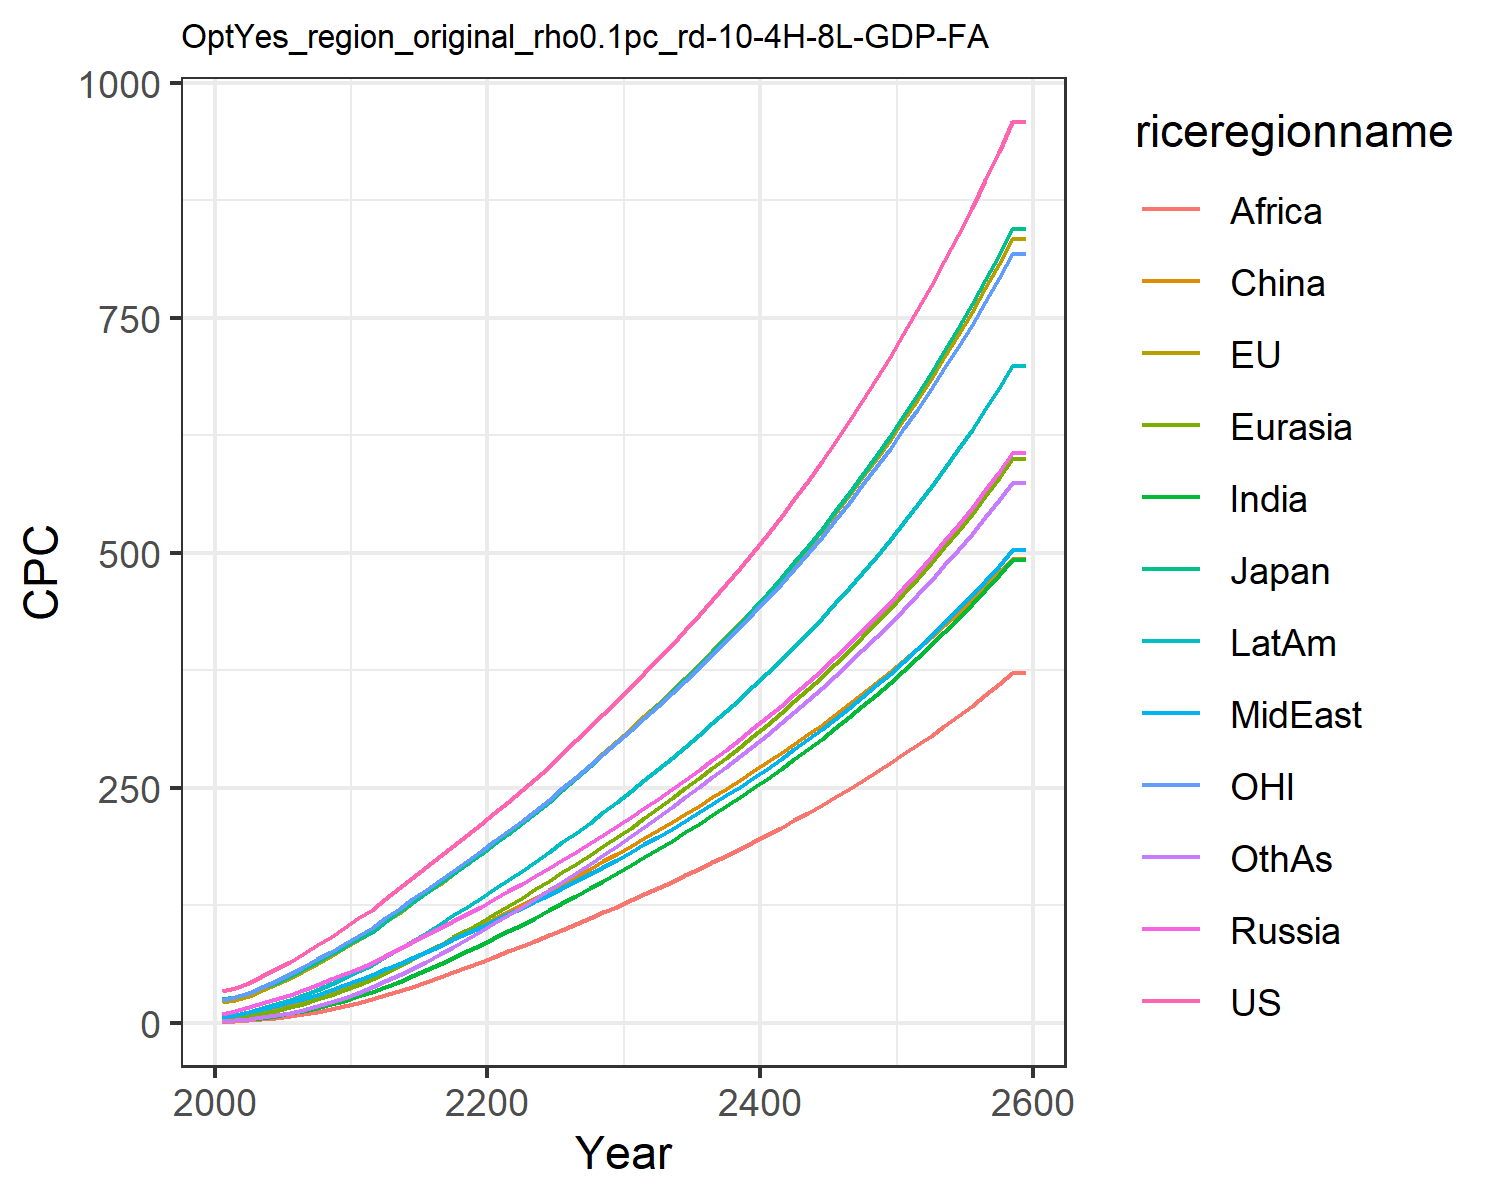 OptYes_region_original_rho0.1pc_rd-10-4H-8L-GDP-FA
1000
750
500
250
0
CPC
2000 2200 2400 2600
Year
riceregionname
Africa
China
EU
Eurasia
India
Japan
LatAm
MidEast
OHI
OthAs
Russia
US